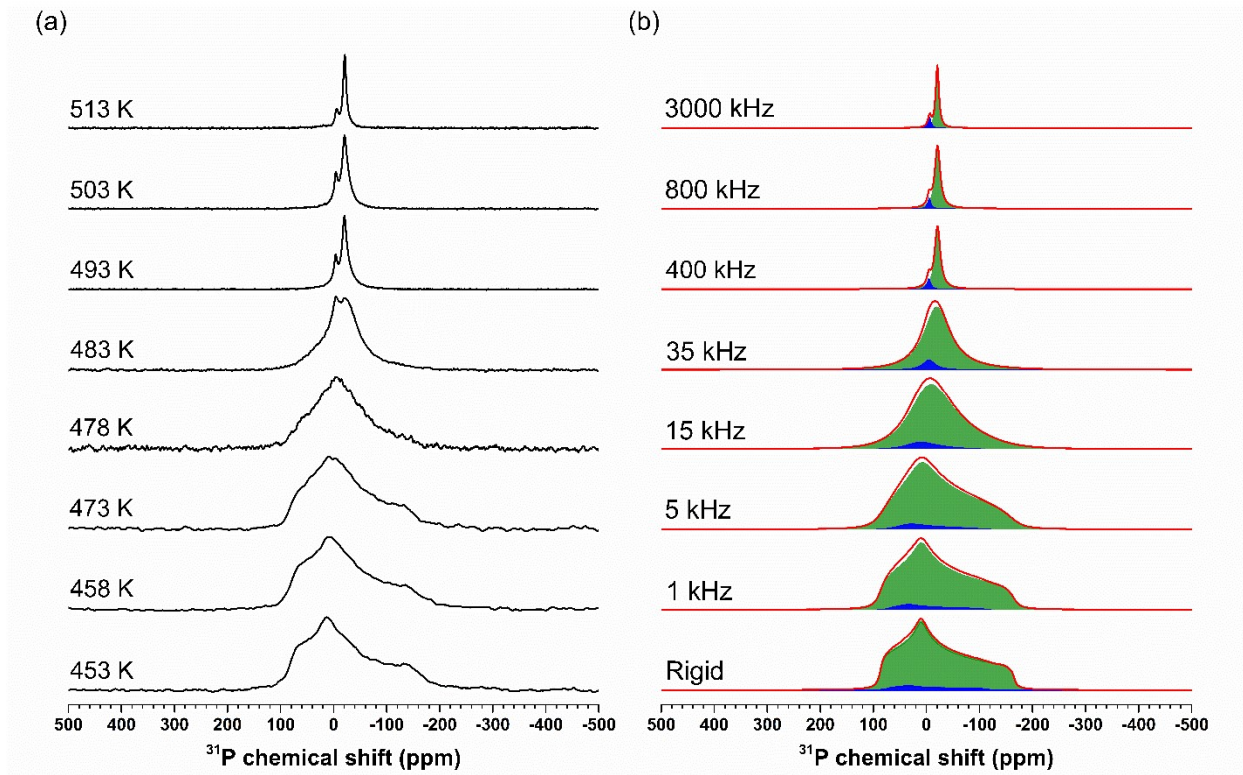 (a)
513 K
503 K
493 K
483 K
478 K
473 K
458 K
453 K
500 400 300 200 100 0 -100 -200 -300 -400 -500
³¹P chemical shift (ppm)
(b)
3000 kHz
800 kHz
400 kHz
35 kHz
15 kHz
5 kHz
1 kHz
Rigid
500 400 300 200 100 0 -100 -200 -300 -400 -500
³¹P chemical shift (ppm)